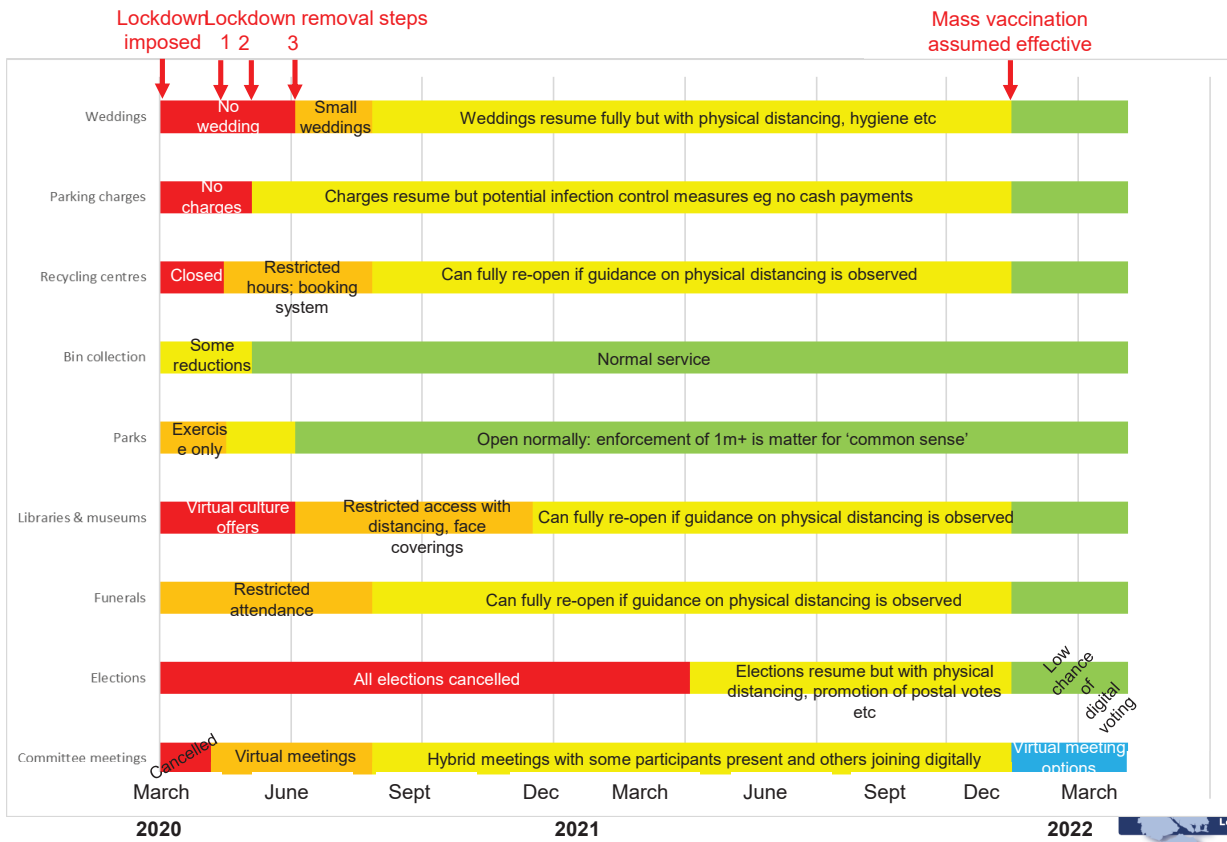 Lockdown imposed
Lockdown removal steps
1 2 3
Mass vaccination
assumed effective
Weddings
No
wedding
Small
weddings
Weddings resume fully but with physical distancing, hygiene etc
Parking charges
No
charges
Charges resume but potential infection control measures eg no cash payments
Recycling centres
Closed
Restricted
hours; booking
system
Can fully re-open if guidance on physical distancing is observed
Bin collection
Some
reductions
Normal service
Parks
Exercis
e only
Open normally: enforcement of 1m+ is matter for ‘common sense’
Libraries & museums
Virtual culture
offers
Restricted access with
distancing, face
coverings
Can fully re-open if guidance on physical distancing is observed
Funerals
Restricted
attendance
Can fully re-open if guidance on physical distancing is observed
Elections
All elections cancelled
Elections resume but with physical
distancing, promotion of postal votes
etc
Low
chance
of
digital
voting
Committee meetings
Cancelled
Virtual meetings
Hybrid meetings with some participants present and others joining digitally
Virtual meeting
options
March June Sept Dec March June Sept Dec March
2020 2021 2022